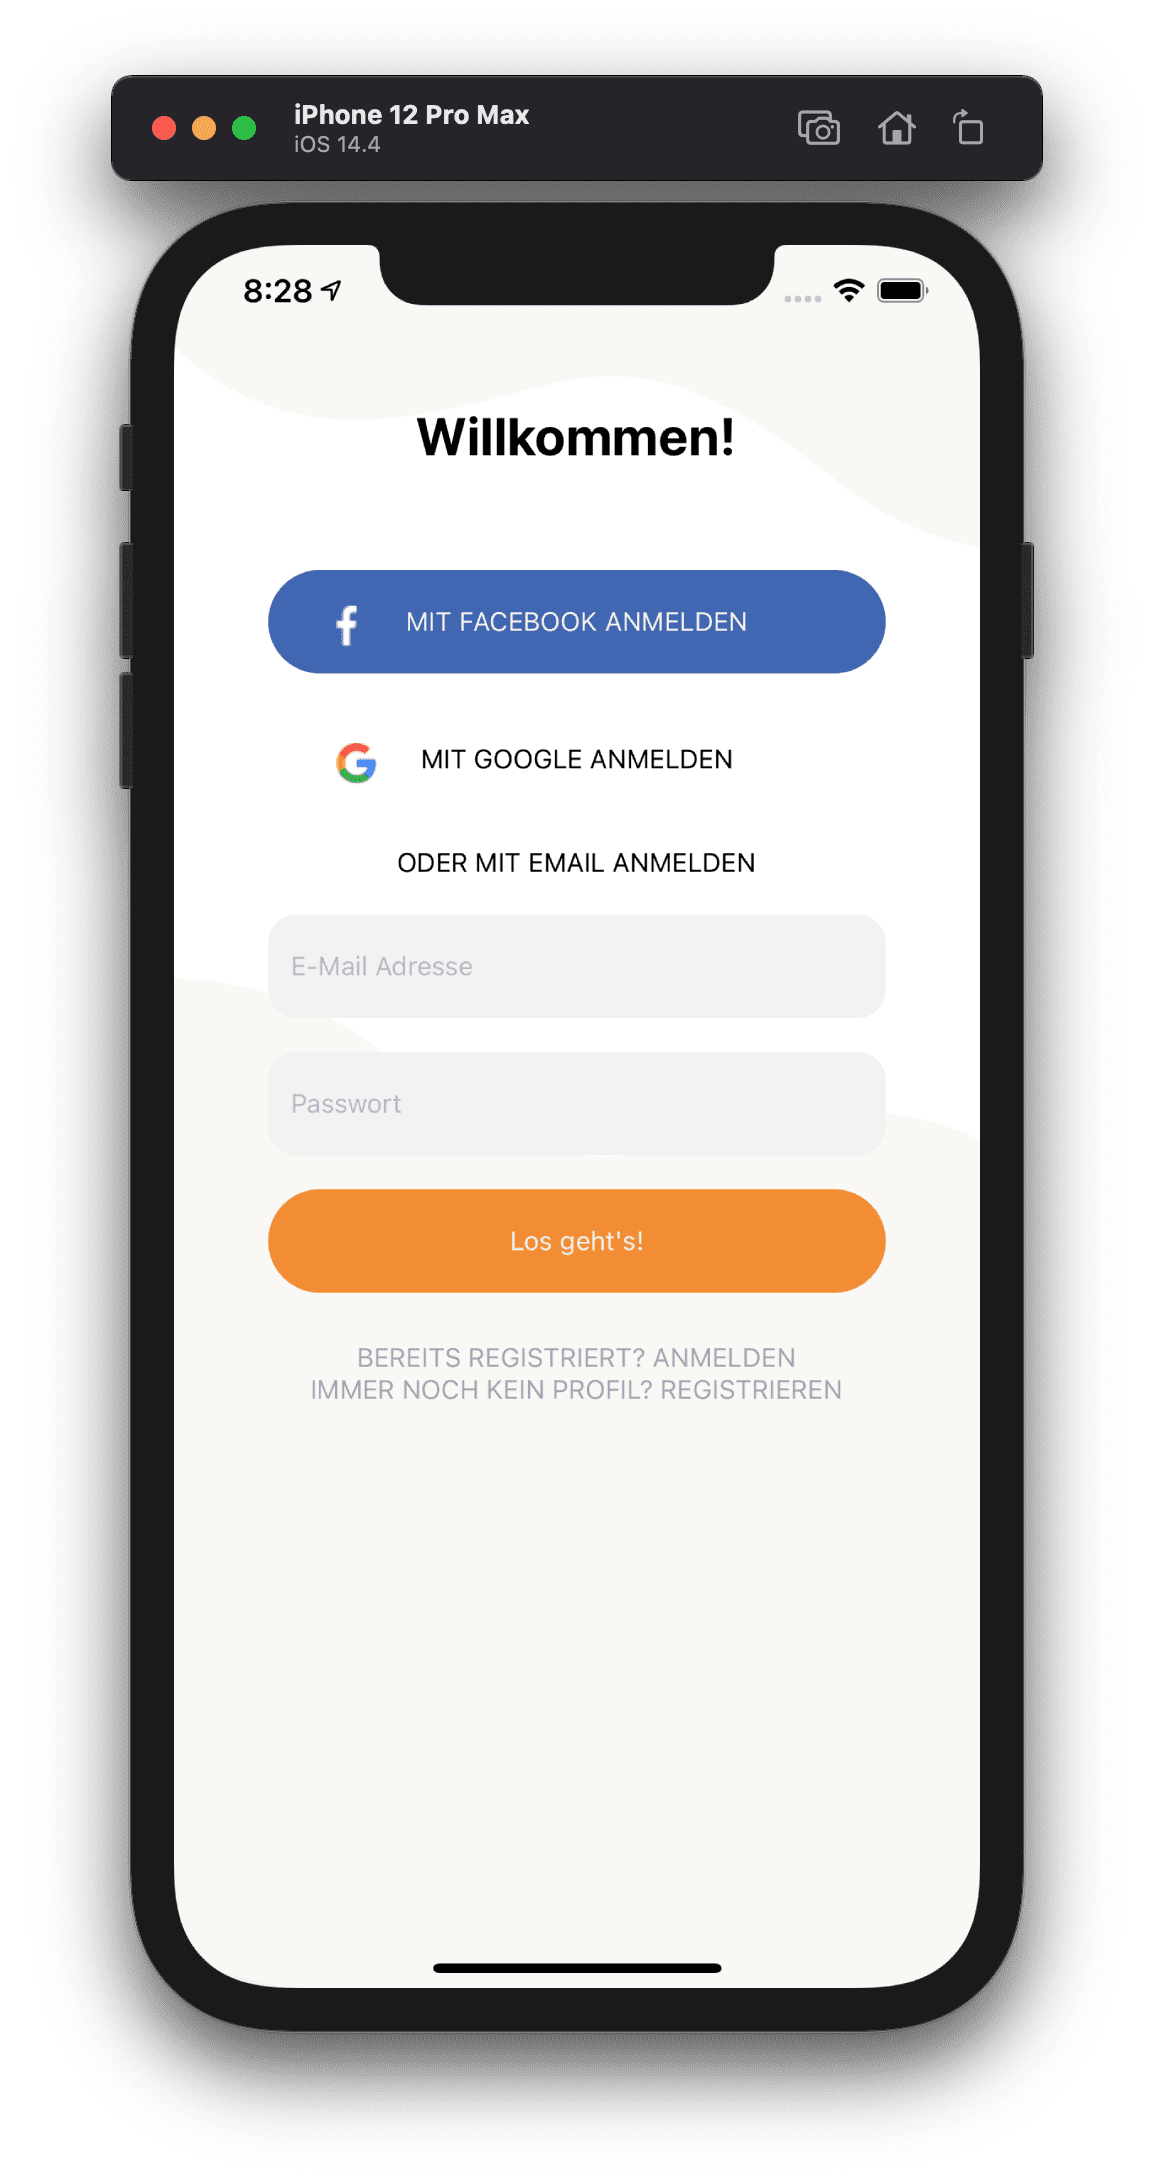 iPhone 12 Pro Max
iOS 14.4
8:28
Willkommen!
MIT FACEBOOK ANMELDEN
MIT GOOGLE ANMELDEN
ODER MIT EMAIL ANMELDEN
E-Mail Adresse
Passwort
Los geht's!
BEREITS REGISTRIERT? ANMELDEN
IMMER NOCH KEIN PROFIL? REGISTRIEREN